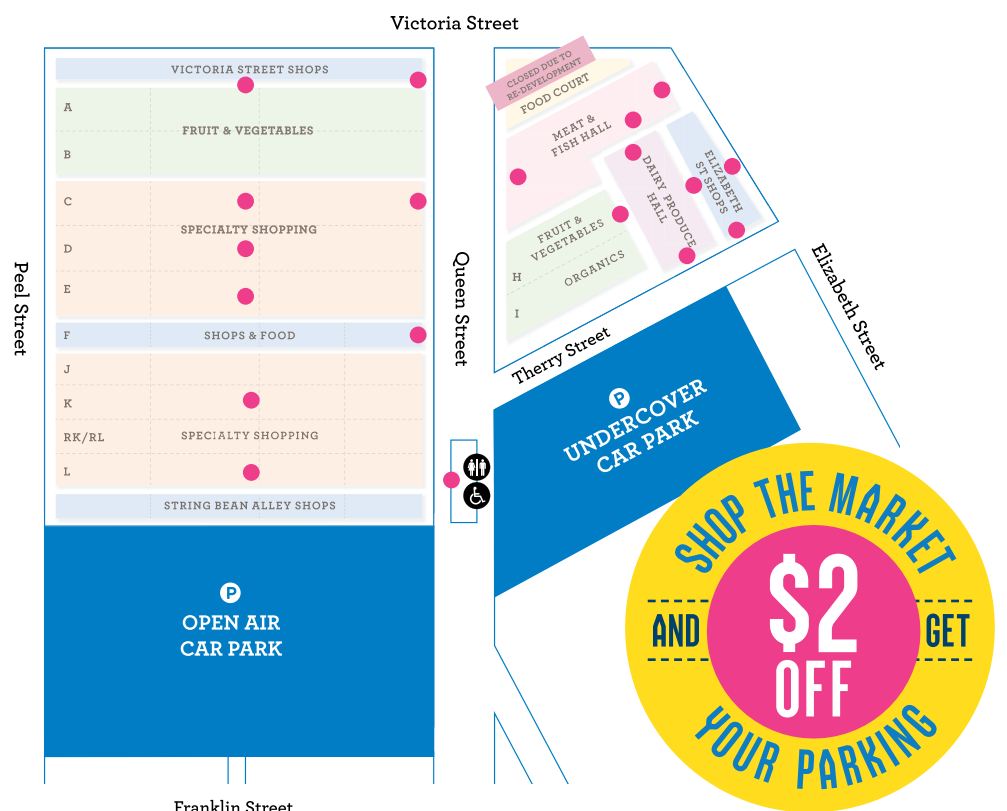 Victoria Street
VICTORIA STREET SHOPS
A
FRUIT & VEGETABLES
B
C
SPECIALTY SHOPPING
D
E
F
SHOPS & FOOD
J
K
RK/RL
SPECIALTY SHOPPING
L
STRING BEAN ALLEY SHOPS
P
OPEN AIR
CAR PARK
Peel Street
Queen Street
CLOSED DUE TO
RE-DEVELOPMENT
FOOD COURT
MEAT &
FISH HALL
DAIRY PRODUCE
HALL
ELIZABETH
ST SHOPS
FRUIT &
VEGETABLES
H
ORGANICS
I
Therry Street
Elizabeth Street
P
UNDERCOVER
CAR PARK
SHOP THE MARKET
AND
$2
OFF
GET
YOUR PARKING
Franklin Street